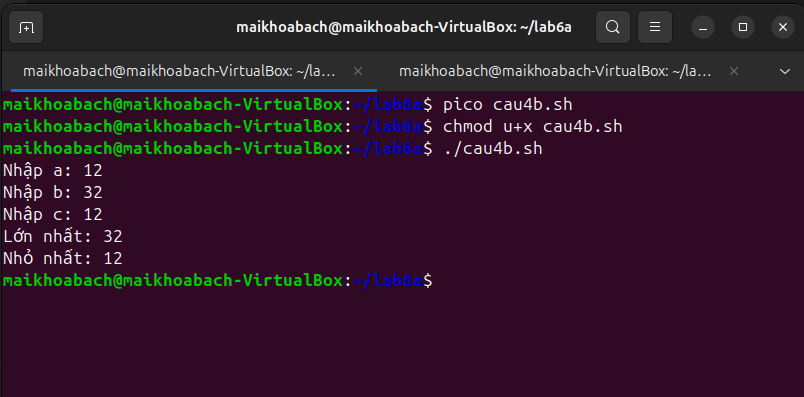 maikhoabach@maikhoabach-VirtualBox: ~/lab6a
maikhoabach@maikhoabach-VirtualBox: ~/la…
maikhoabach@maikhoabach-VirtualBox: ~/la…
maikhoabach@maikhoabach-VirtualBox:~/lab6a$ pico cau4b.sh
maikhoabach@maikhoabach-VirtualBox:~/lab6a$ chmod u+x cau4b.sh
maikhoabach@maikhoabach-VirtualBox:~/lab6a$ ./cau4b.sh
Nhập a: 12
Nhập b: 32
Nhập c: 12
Lớn nhất: 32
Nhỏ nhất: 12
maikhoabach@maikhoabach-VirtualBox:~/lab6a$